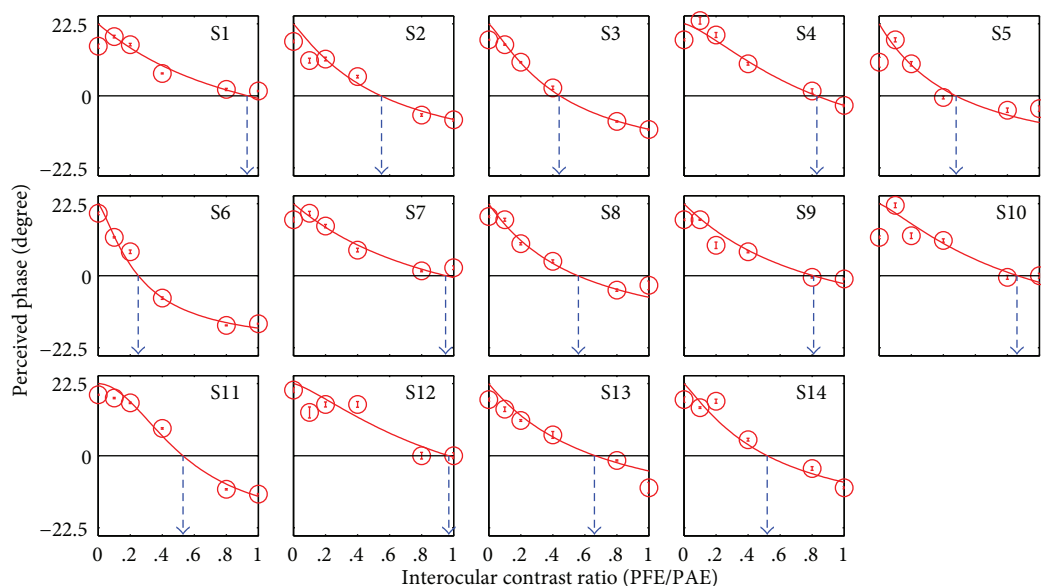 22.5 S1 S2 S3 S4 S5
0
−22.5
22.5 S6 S7 S8 S9 S10
0
−22.5
22.5 S11 S12 S13 S14
0
−22.5
0 .2 .4 .6 .8 1 0 .2 .4 .6 .8 1 0 .2 .4 .6 .8 1 0 .2 .4 .6 .8 1
Perceived phase (degree)
Interocular contrast ratio (PFE/PAE)